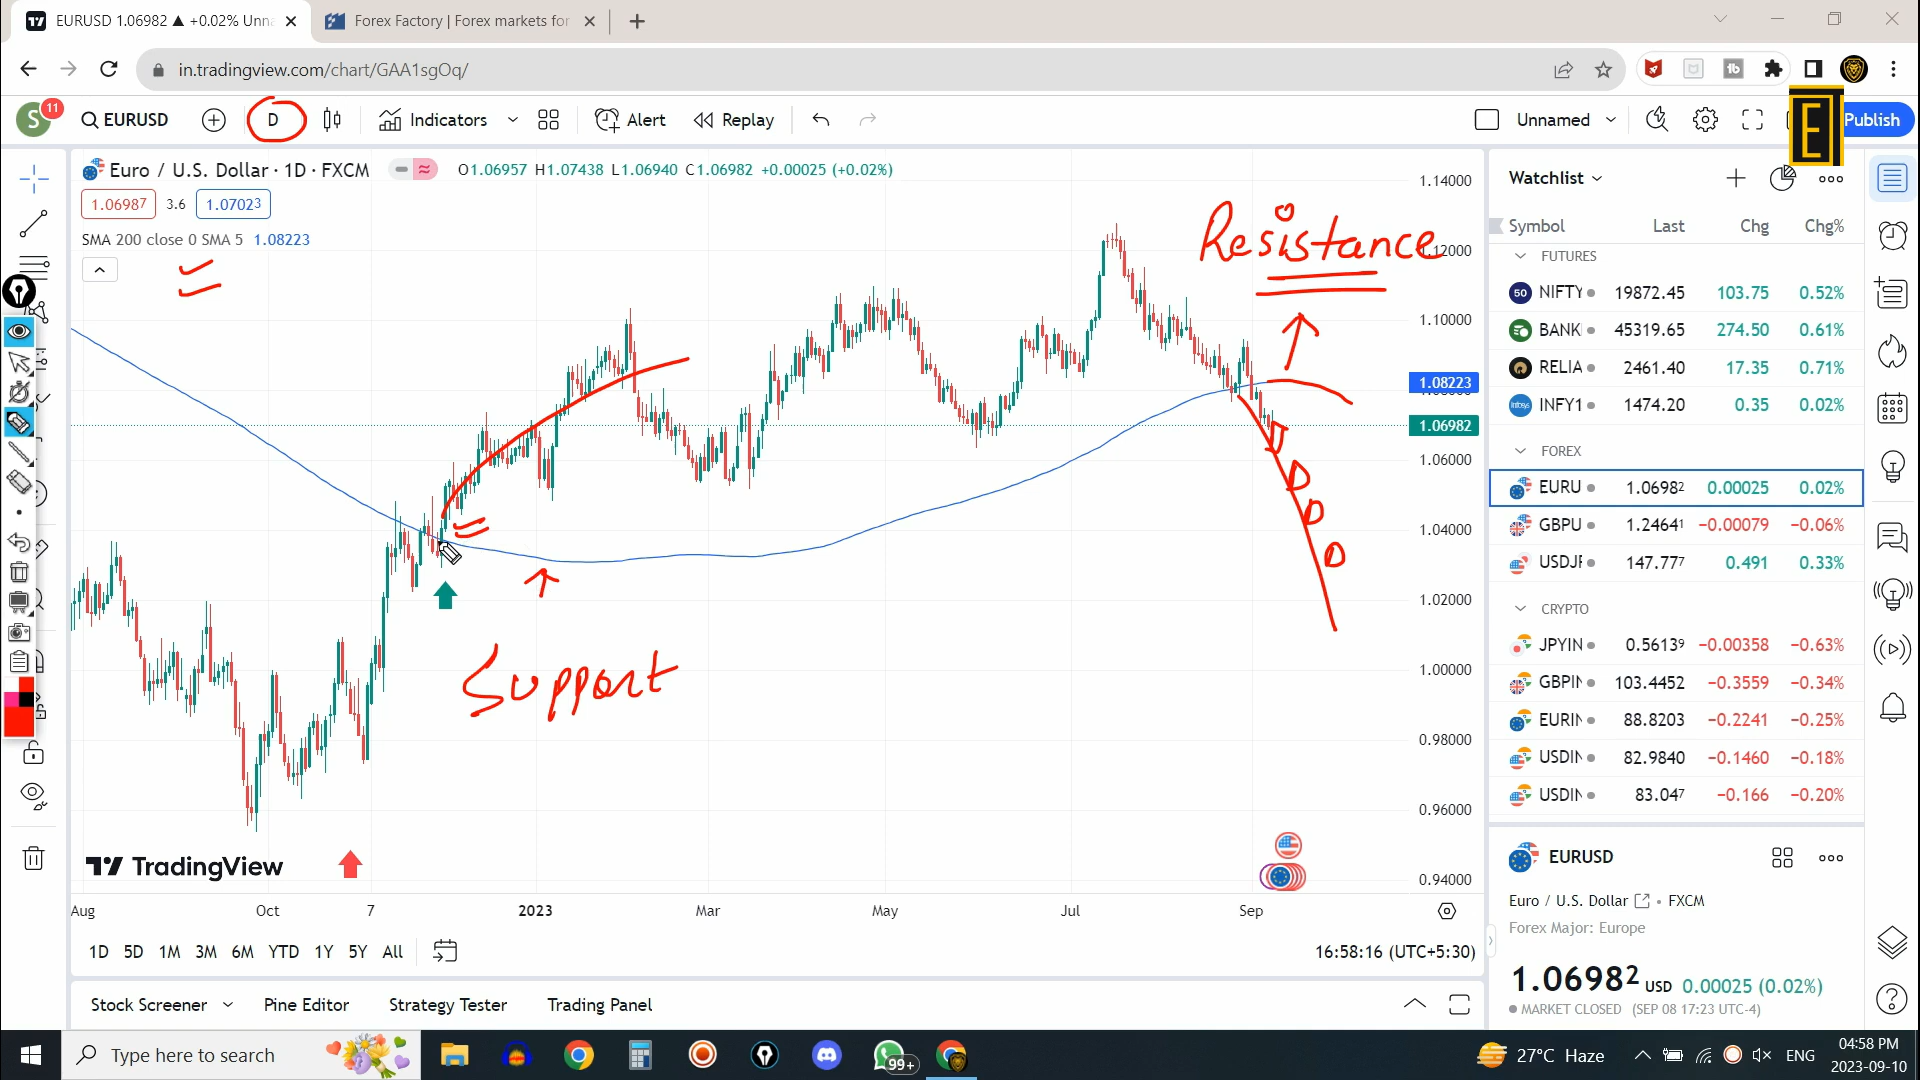 EURUSD 1.06982 ▲ +0.02% Unna
Forex Factory | Forex markets for
in.tradingview.com/chart/GAA1sgOq/
S 11 EURUSD D Indicators Alert Replay Unnamed E Publish
Euro / U.S. Dollar · 1D · FXCM O1.06957 H1.07438 L1.06940 C1.06982 +0.00025 (+0.02%)
1.06987 3.6 1.07023
SMA 200 close 0 SMA 5 1.08223
Resistance
Support
1.14000
1.12000
1.10000
1.08223
1.06982
1.06000
1.04000
1.02000
1.00000
0.98000
0.96000
0.94000
TradingView
Aug Oct 7 2023 Mar May Jul Sep
1D 5D 1M 3M 6M YTD 1Y 5Y All 16:58:16 (UTC+5:30)
Stock Screener Pine Editor Strategy Tester Trading Panel
Watchlist
Symbol Last Chg Chg%
FUTURES
50 NIFTY 19872.45 103.75 0.52%
BANK 45319.65 274.50 0.61%
RELIA 2461.40 17.35 0.71%
INFY1 1474.20 0.35 0.02%
FOREX
EURU 1.06982 0.00025 0.02%
GBPU 1.24641 −0.00079 −0.06%
USDJF 147.777 0.491 0.33%
CRYPTO
JPYIN 0.56139 −0.00358 −0.63%
GBPIN 103.4452 −0.3559 −0.34%
EURIN 88.8203 −0.2241 −0.25%
USDIN 82.9840 −0.1460 −0.18%
USDIN 83.047 −0.166 −0.20%
EURUSD
Euro / U.S. Dollar • FXCM
Forex Major: Europe
1.06982 USD 0.00025 (0.02%)
MARKET CLOSED (SEP 08 17:23 UTC-4)
Type here to search
99+
27°C Haze ENG 04:58 PM
2023-09-10